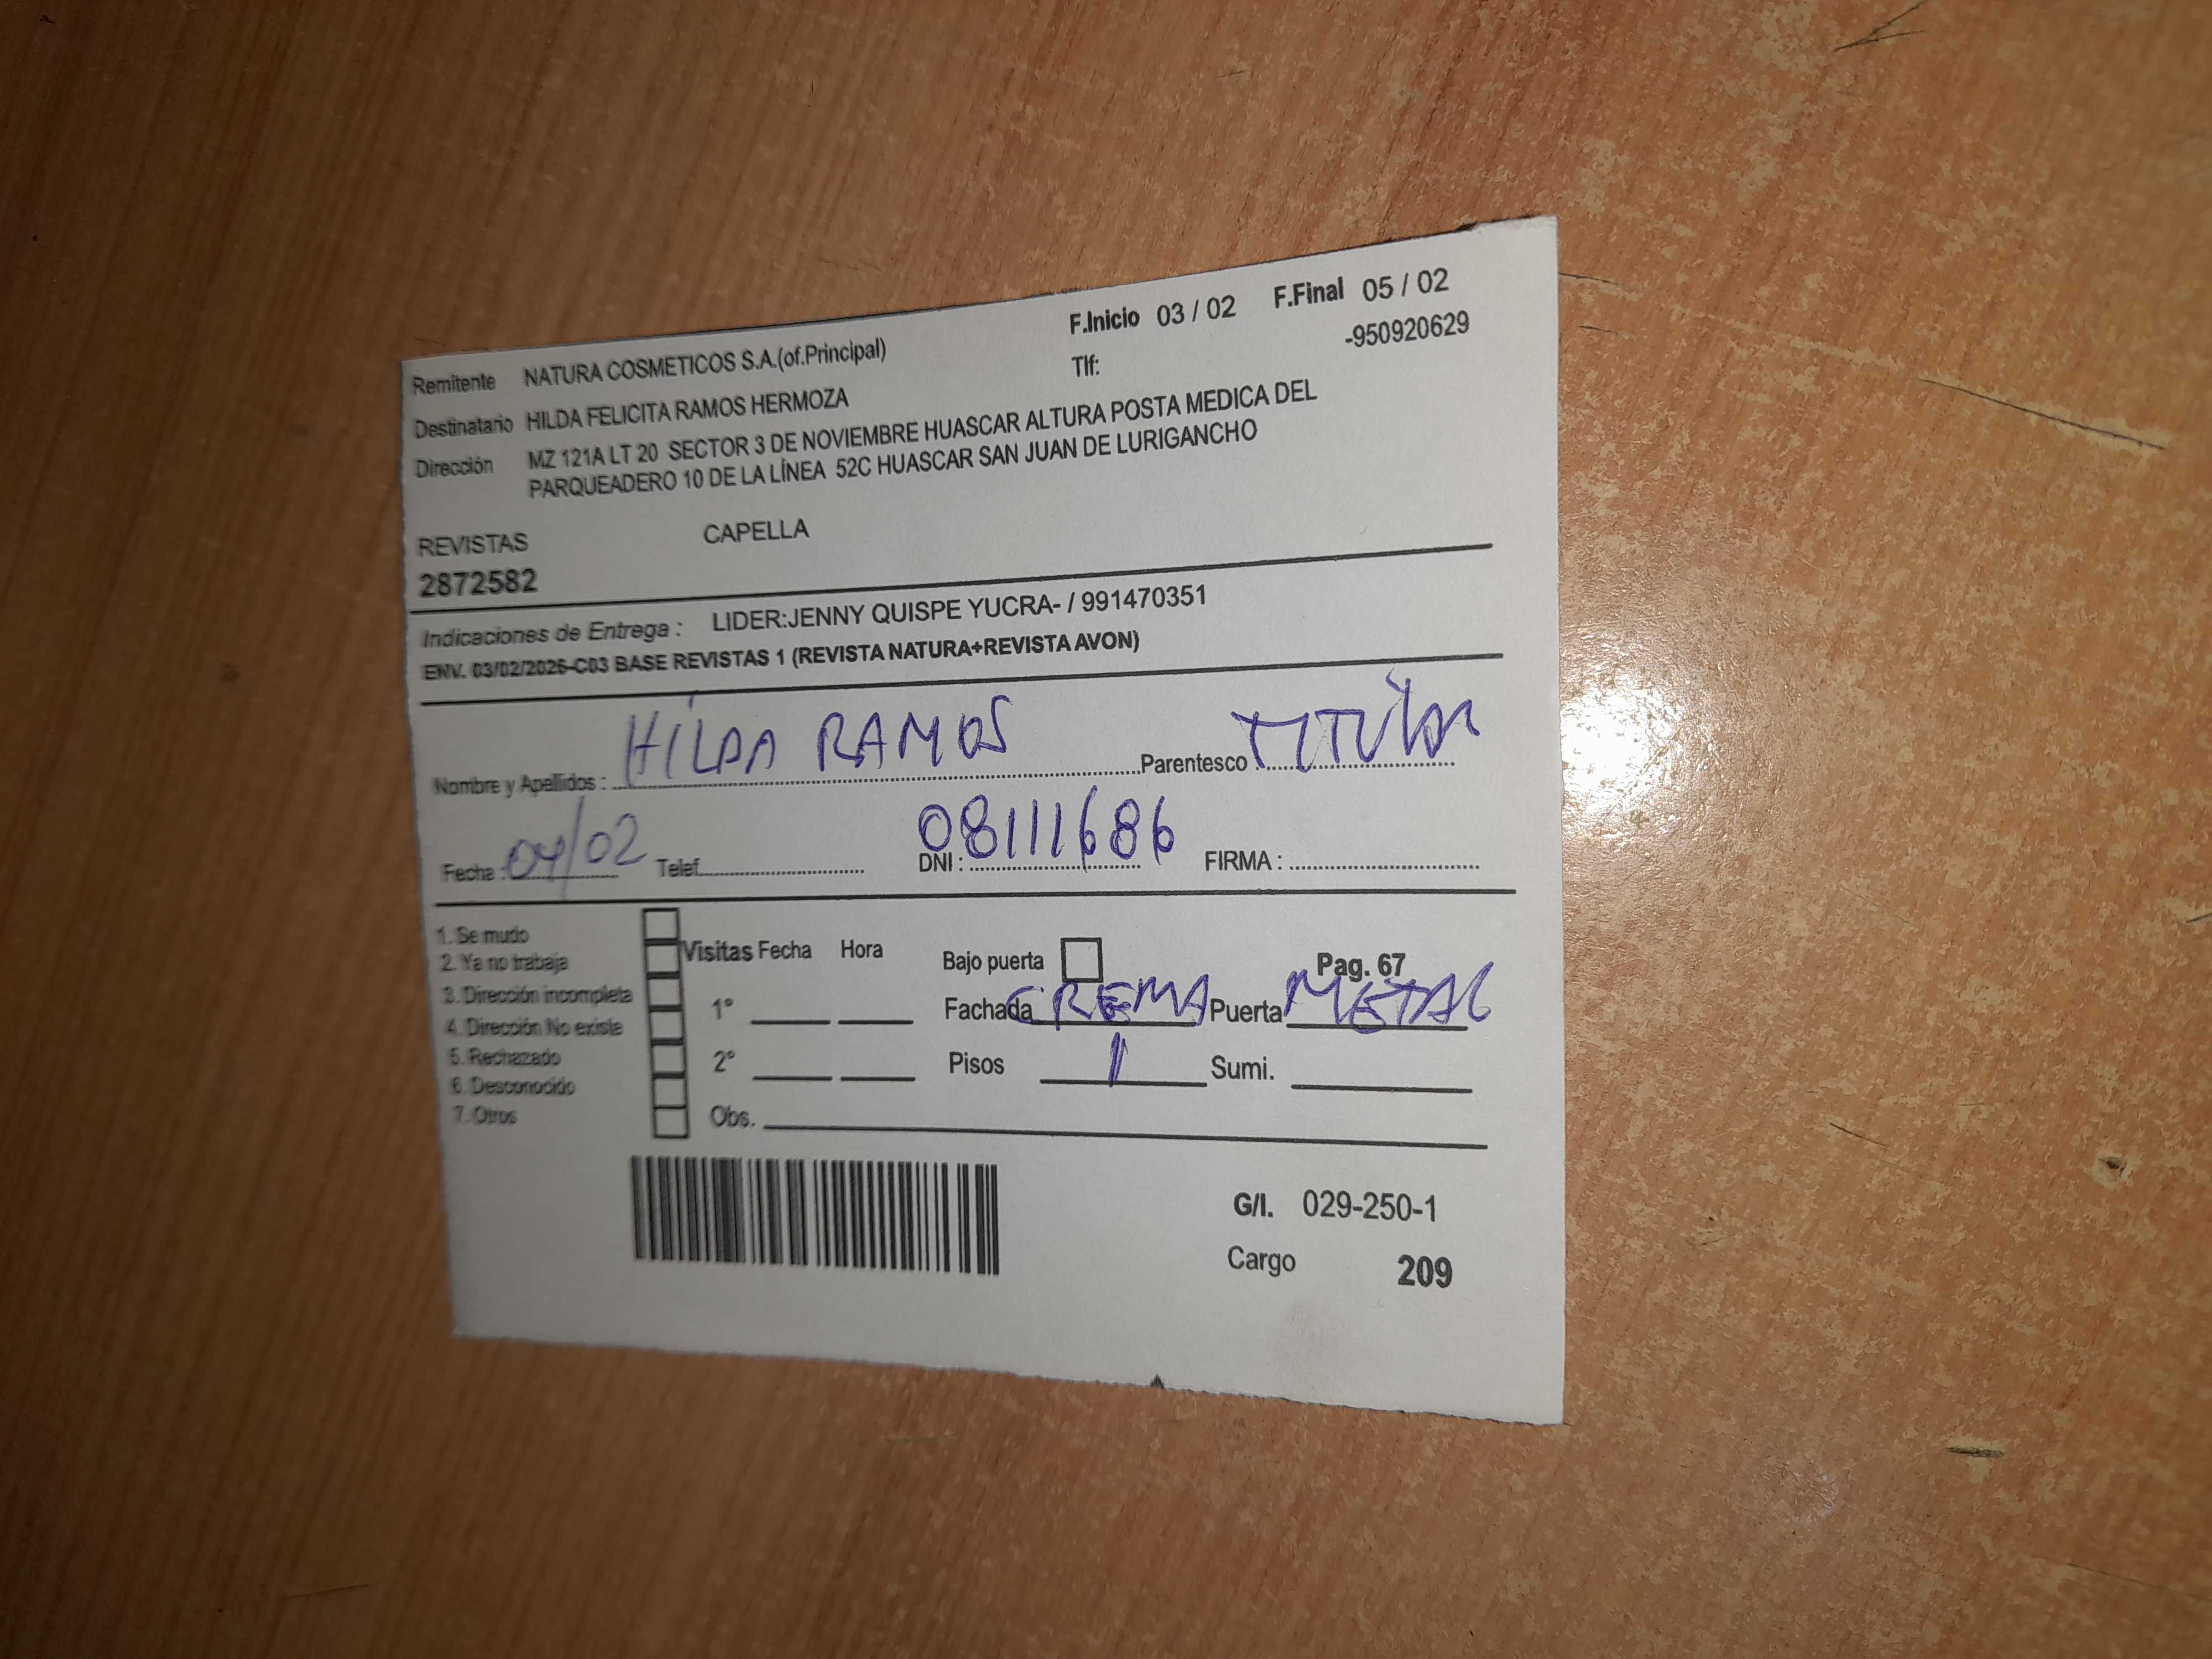 F.Inicio 03 / 02 F.Final 05 / 02
Remitente NATURA COSMETICOS S.A.(of.Principal) Tlf: -950920629
Destinatario HILDA FELICITA RAMOS HERMOZA
Dirección MZ 121A LT 20 SECTOR 3 DE NOVIEMBRE HUASCAR ALTURA POSTA MEDICA DEL
PARQUEADERO 10 DE LA LÍNEA 52C HUASCAR SAN JUAN DE LURIGANCHO
REVISTAS CAPELLA
2872582
Indicaciones de Entrega : LIDER:JENNY QUISPE YUCRA- / 991470351
ENV. 03/02/2026-C03 BASE REVISTAS 1 (REVISTA NATURA+REVISTA AVON)
Nombre y Apellidos : HILDA RAMOS Parentesco : TITULAR
Fecha : 04/02 Telef. DNI : 08111686 FIRMA :
1. Se mudo
2. Ya no trabaja
3. Dirección incompleta
4. Dirección No existe
5. Rechazado
6. Desconocido
7. Otros
Visitas Fecha Hora
1°
2°
Obs.
Bajo puerta Pag. 67
Fachada CREMA Puerta METAL
Pisos 1 Sumi.
G/I. 029-250-1
Cargo 209